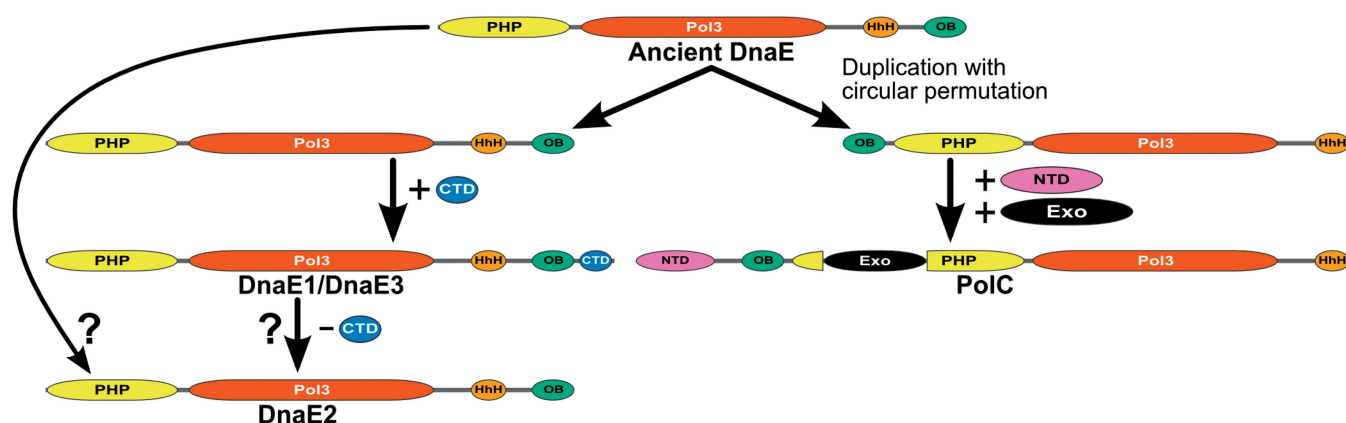 PHP Pol3 HhH OB
Ancient DnaE
Duplication with
circular permutation
PHP Pol3 HhH OB
OB PHP Pol3 HhH
+ CTD
+ NTD
+ Exo
PHP Pol3 HhH OB CTD
DnaE1/DnaE3
NTD OB Exo PHP Pol3 HhH
PolC
? ? – CTD
PHP Pol3 HhH OB
DnaE2